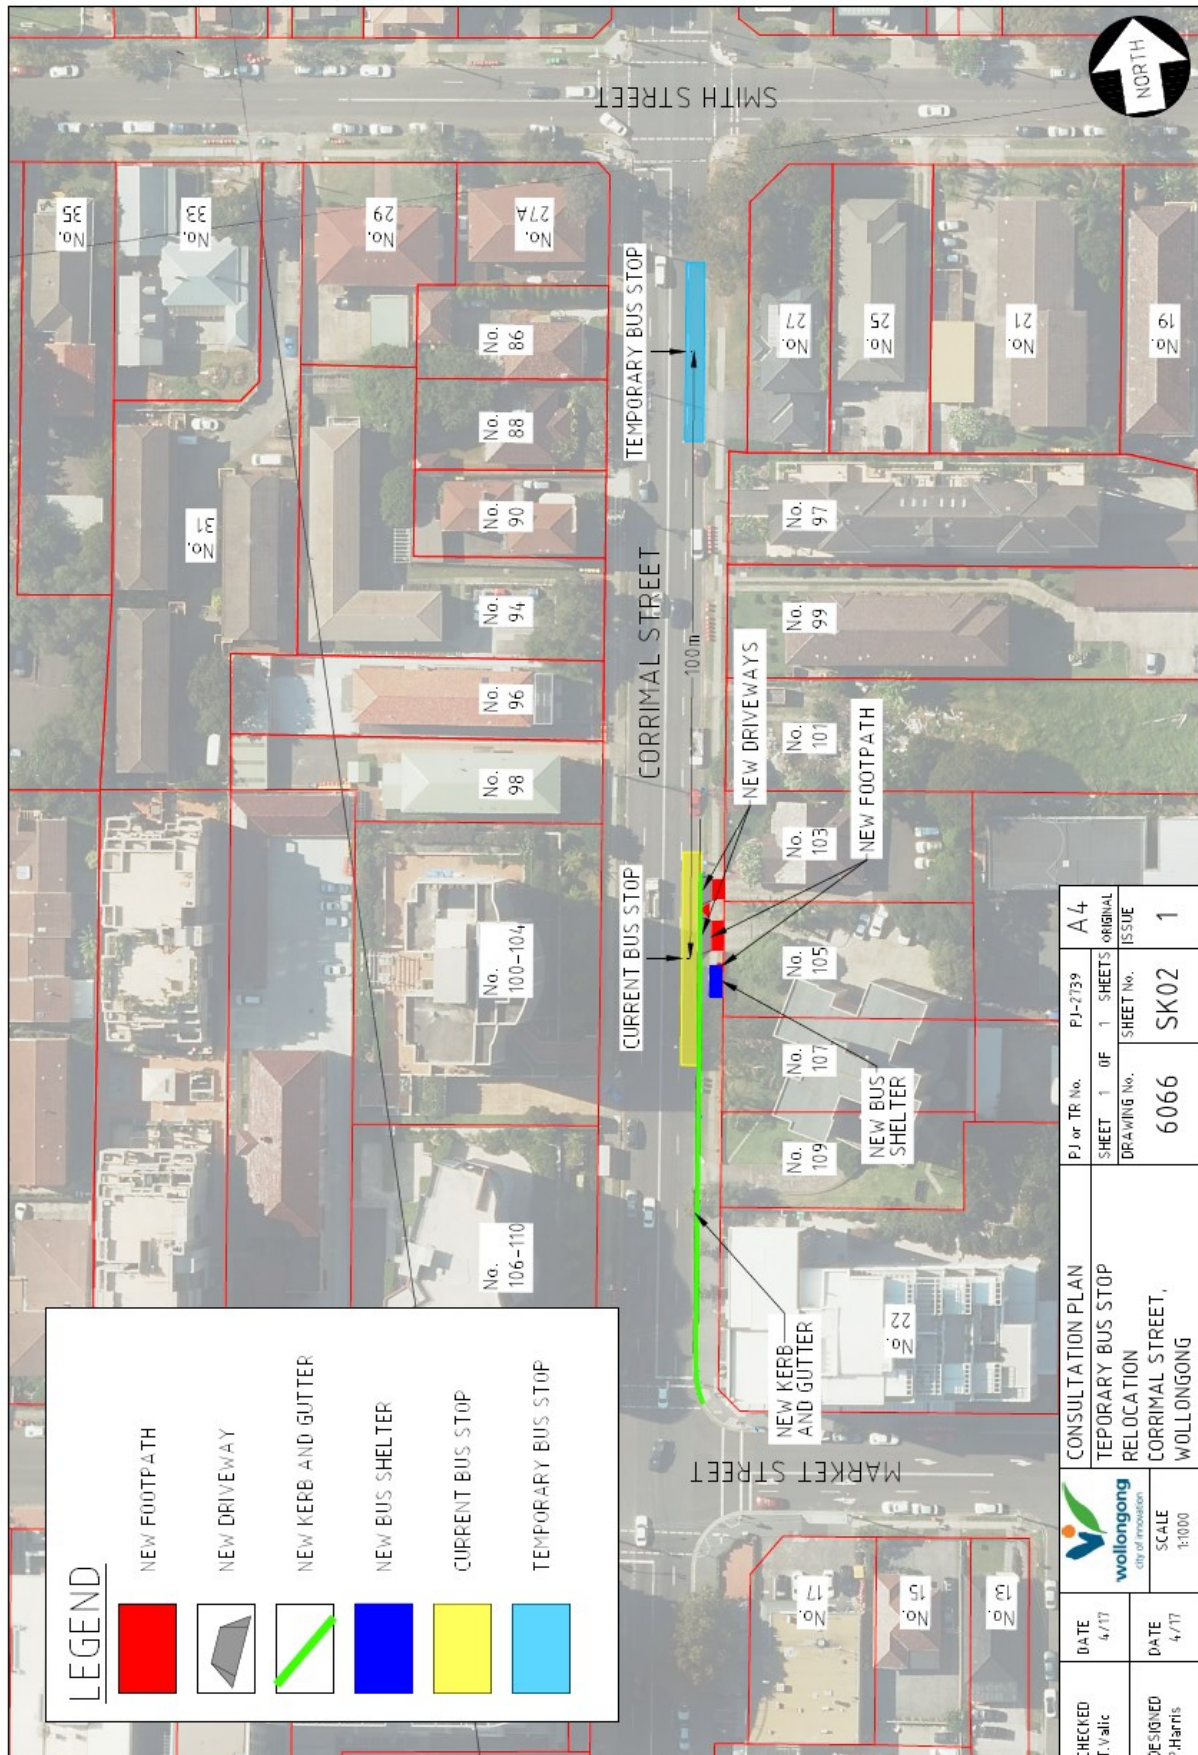 NORTH
SMITH STREET
No.
35
No.
33
No.
29
No.
27A
TEMPORARY BUS STOP
No.
86
No.
88
No.
90
No.
31
No.
94
No.
96
No.
98
CORRIMAL STREET
100m
No.
27
No.
25
No.
21
No.
19
No.
97
No.
99
No.
101
No.
103
No.
105
No.
107
No.
109
NEW DRIVEWAYS
NEW FOOTPATH
CURRENT BUS STOP
No.
100-104
No.
106-110
NEW BUS
SHELTER
NEW KERB
AND GUTTER
No.
22
MARKET STREET
No.
17
No.
15
No.
13
LEGEND
NEW FOOTPATH
NEW DRIVEWAY
NEW KERB AND GUTTER
NEW BUS SHELTER
CURRENT BUS STOP
TEMPORARY BUS STOP
CHECKED
T.Valic
DATE
4/17
DESIGNED
P.Harris
DATE
4/17
wollongong
city of innovation
SCALE
1:1000
CONSULTATION PLAN
TEPORARY BUS STOP
RELOCATION
CORRIMAL STREET,
WOLLONGONG
PJ or TR No.
PJ-2739
SHEET 1 OF 1 SHEETS
DRAWING No.
6066
SHEET No.
SK02
A4
ORIGINAL
ISSUE
1